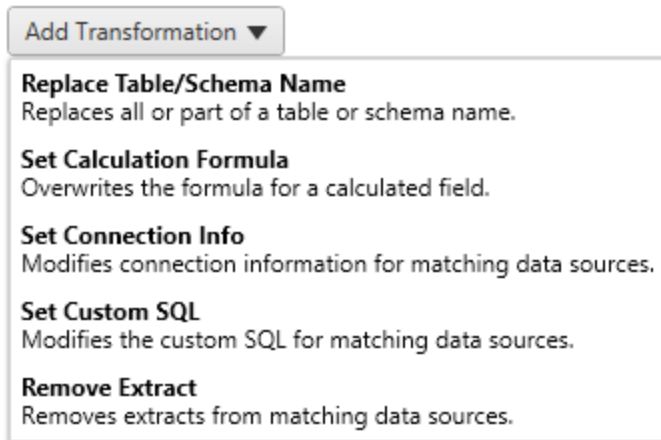 Add Transformation ▼
Replace Table/Schema Name
Replaces all or part of a table or schema name.
Set Calculation Formula
Overwrites the formula for a calculated field.
Set Connection Info
Modifies connection information for matching data sources.
Set Custom SQL
Modifies the custom SQL for matching data sources.
Remove Extract
Removes extracts from matching data sources.